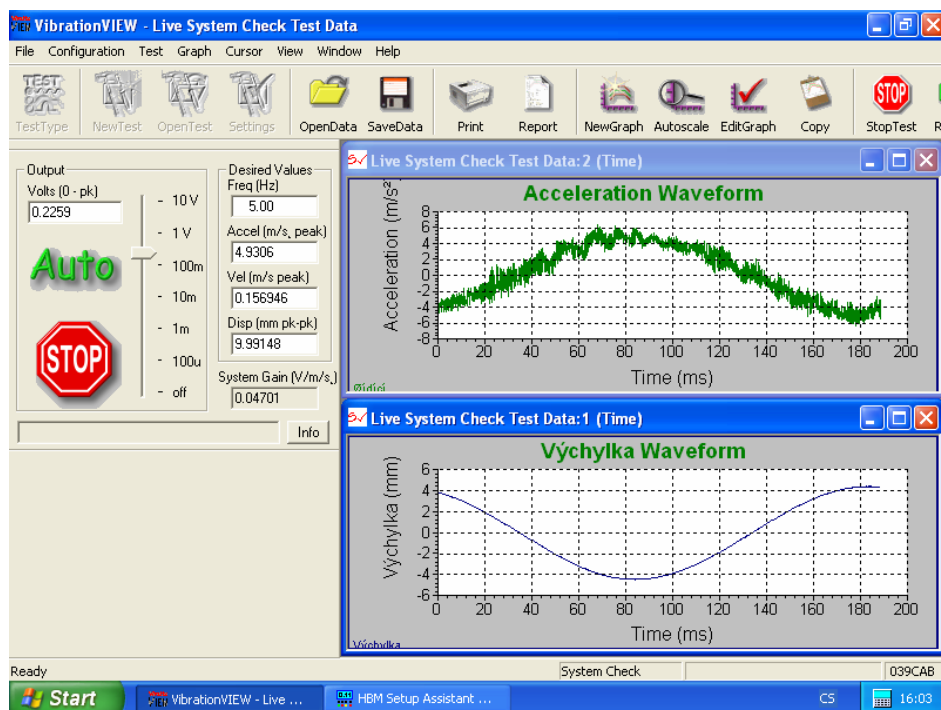 VibrationVIEW - Live System Check Test Data
File Configuration Test Graph Cursor View Window Help
TEST
TestType NewTest OpenTest Settings OpenData SaveData Print Report NewGraph Autoscale EditGraph Copy STOP StopTest
Output
Volts (0 - pk)
0.2259
Auto
STOP
10 V
1 V
100m
10m
1m
100u
off
Desired Values
Freq (Hz)
5.00
Accel (m/s˛ peak)
4.9306
Vel (m/s peak)
0.156946
Disp (mm pk-pk)
9.99148
System Gain (V/m/s˛)
0.04701
Info
Live System Check Test Data:2 (Time)
Acceleration Waveform
Acceleration (m/s²)
8
6
4
2
0
-2
-4
-6
-8
0 20 40 60 80 100 120 140 160 180 200
Time (ms)
Øídící
Live System Check Test Data:1 (Time)
Výchylka Waveform
Výchylka (mm)
6
4
2
0
-2
-4
-6
0 20 40 60 80 100 120 140 160 180 200
Time (ms)
Výchylka
Ready System Check 039CAB
Start VibrationVIEW - Live ... HBM Setup Assistant ... CS 16:03